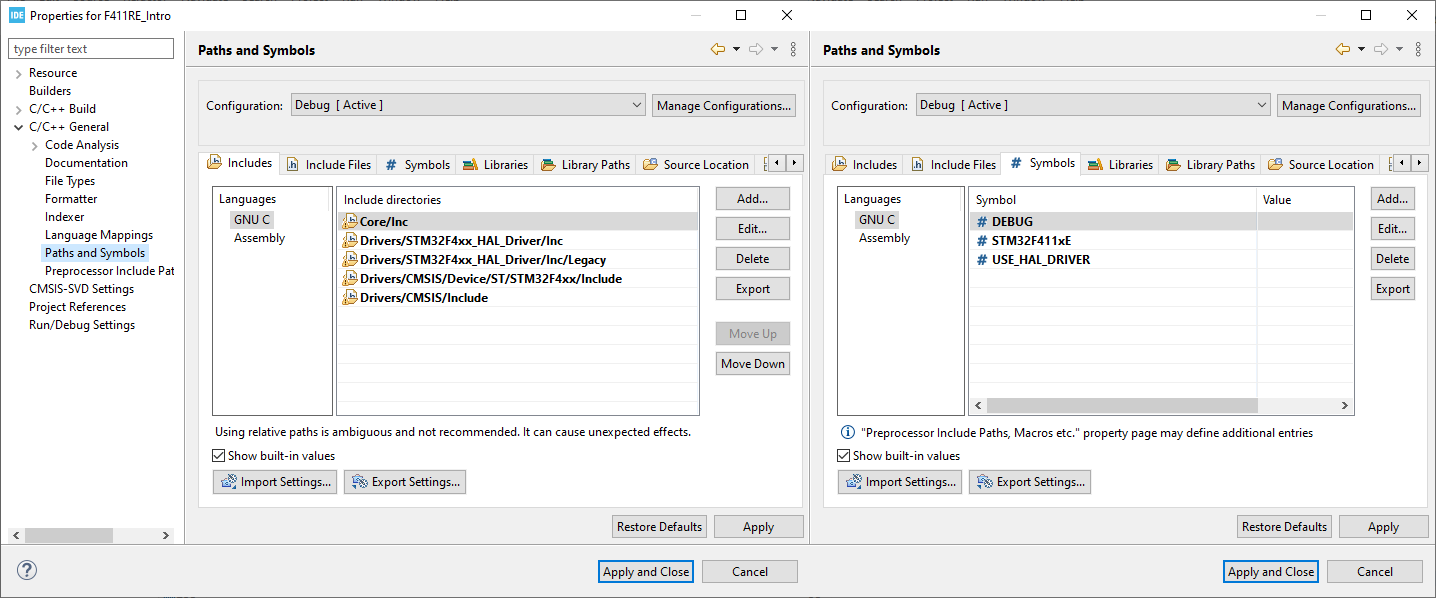 IDE Properties for F411RE_Intro
type filter text
Resource
Builders
C/C++ Build
C/C++ General
Code Analysis
Documentation
File Types
Formatter
Indexer
Language Mappings
Paths and Symbols
Preprocessor Include Pat
CMSIS-SVD Settings
Project References
Run/Debug Settings
Paths and Symbols
Configuration: Debug [ Active ] Manage Configurations...
Includes Include Files # Symbols Libraries Library Paths Source Location
Languages
GNU C
Assembly
Include directories
Core/Inc
Drivers/STM32F4xx_HAL_Driver/Inc
Drivers/STM32F4xx_HAL_Driver/Inc/Legacy
Drivers/CMSIS/Device/ST/STM32F4xx/Include
Drivers/CMSIS/Include
Add...
Edit...
Delete
Export
Move Up
Move Down
Using relative paths is ambiguous and not recommended. It can cause unexpected effects.
Show built-in values
Import Settings... Export Settings...
Restore Defaults Apply
? Apply and Close Cancel
Paths and Symbols
Configuration: Debug [ Active ] Manage Configurations...
Includes Include Files # Symbols Libraries Library Paths Source Location
Languages
GNU C
Assembly
Symbol Value
# DEBUG
# STM32F411xE
# USE_HAL_DRIVER
Add...
Edit...
Delete
Export
"Preprocessor Include Paths, Macros etc." property page may define additional entries
Show built-in values
Import Settings... Export Settings...
Restore Defaults Apply
Apply and Close Cancel